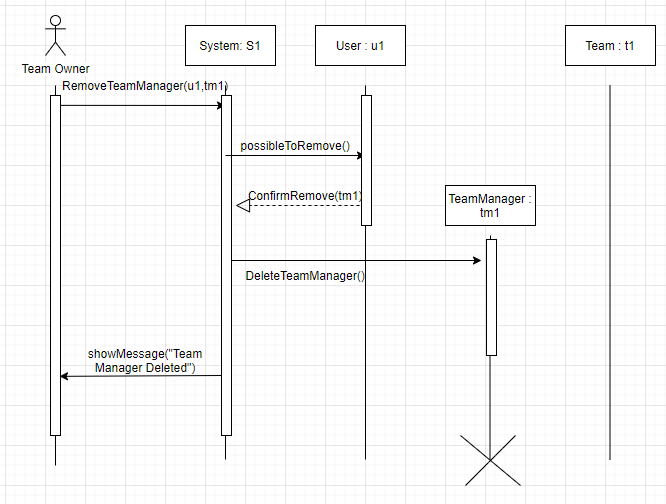 System: S1
User : u1
Team : t1
Team Owner
RemoveTeamManager(u1,tm1)
possibleToRemove()
ConfirmRemove(tm1)
TeamManager :
tm1
DeleteTeamManager()
showMessage("Team
Manager Deleted")